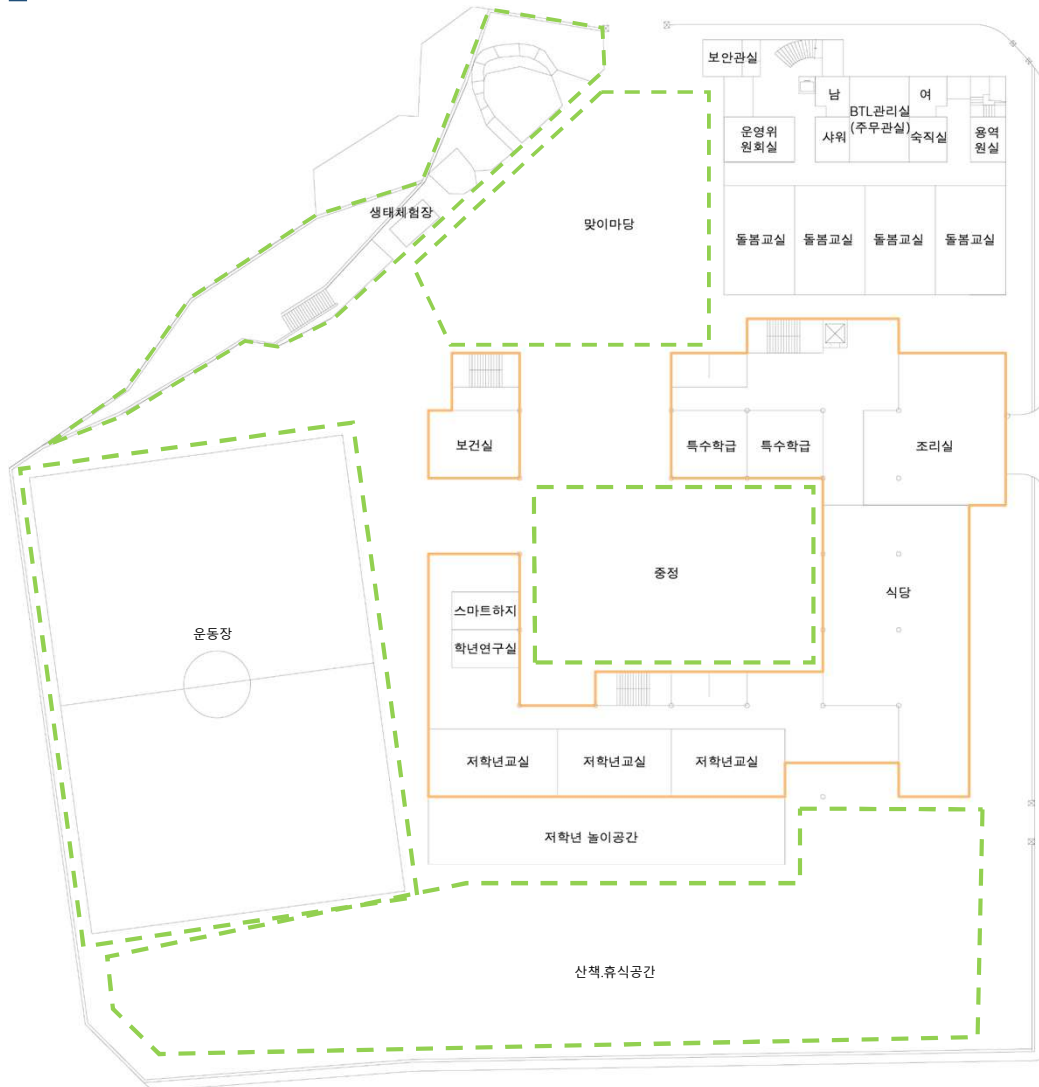 보안관실
남
여
BTL관리실
(주무관실)
운영위
원회실
샤워
숙직실
용역
원실
생태체험장
맞이마당
돌봄교실
돌봄교실
돌봄교실
돌봄교실
보건실
특수학급
특수학급
조리실
중정
식당
스마트하지
학년연구실
운동장
저학년교실
저학년교실
저학년교실
저학년 놀이공간
산책.휴식공간